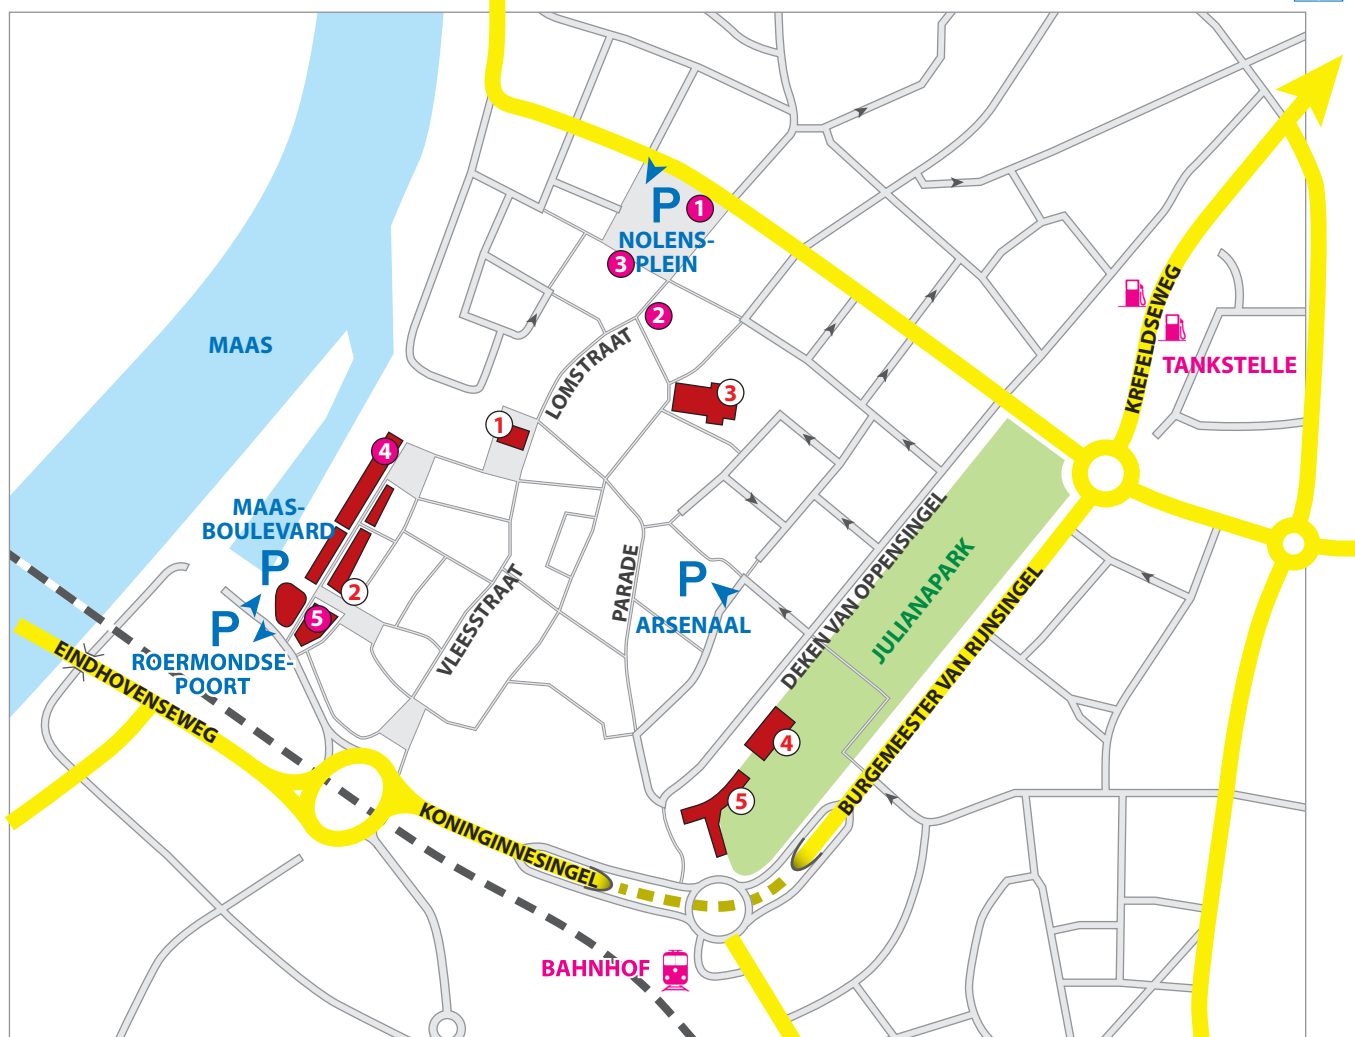 P 1
NOLENS-
3 PLEIN
2
MAAS
LOMSTRAAT
KREFELDSEWEG
TANKSTELLE
3
1
4
MAAS-
BOULEVARD
P
2
5
P
ROERMONDSE-
POORT
EINDHOVENSEWEG
VLEESSTRAAT
PARADE
P
ARSENAAL
DEKEN VAN OPPENSINGEL
JULIANAPARK
BURGEMEESTER VAN RIJNSINGEL
4
5
KONINGINNESINGEL
BAHNHOF